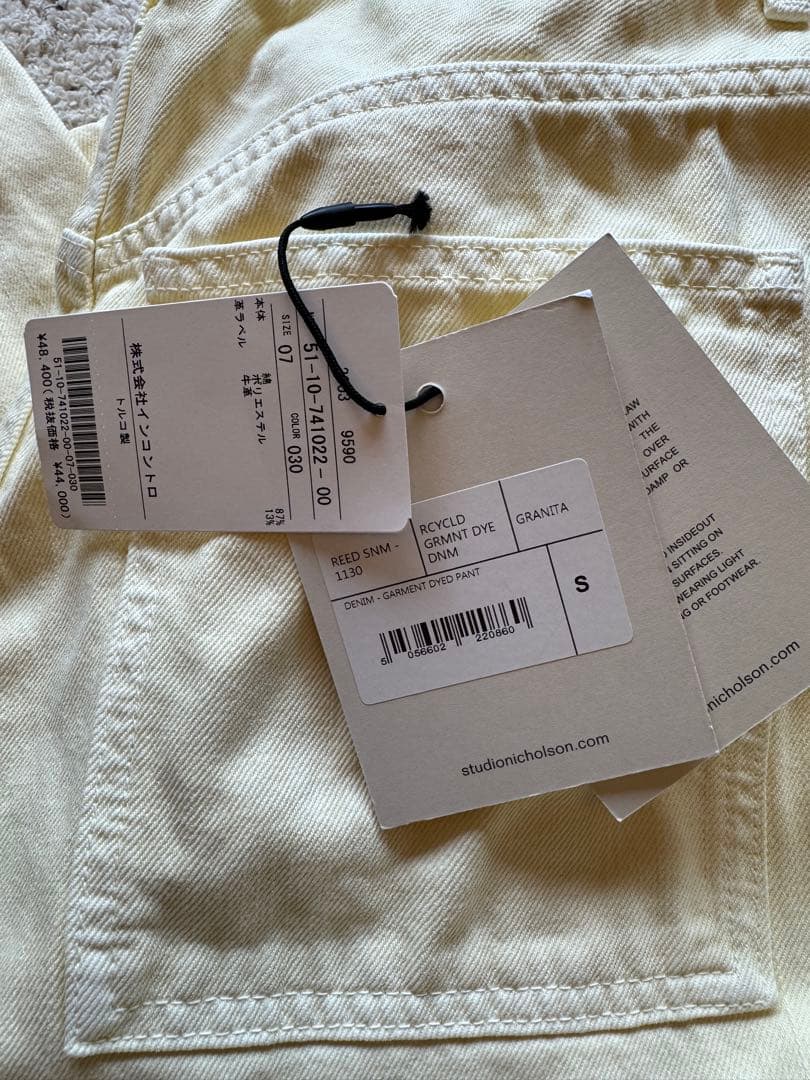 9590
51-10-741022-00
SIZE 07 COLOR 030
本体 綿 87%
ポリエステル 13%
革ラベル 牛革
株式会社インコントロ
トルコ製
51-10-741022-00-07-030
¥48,400(税抜価格 ¥44,000)
REED SNM -
1130
RCYCLD
GRMNT DYE
DNM
GRANITA
DENIM - GARMENT DYED PANT
S
5 056602 220860
studionicholson.com
WITH
THE
OVER
DAMP OR
INSIDEOUT
SITTING ON
SURFACES.
WEARING LIGHT
OR FOOTWEAR.
nicholson.com